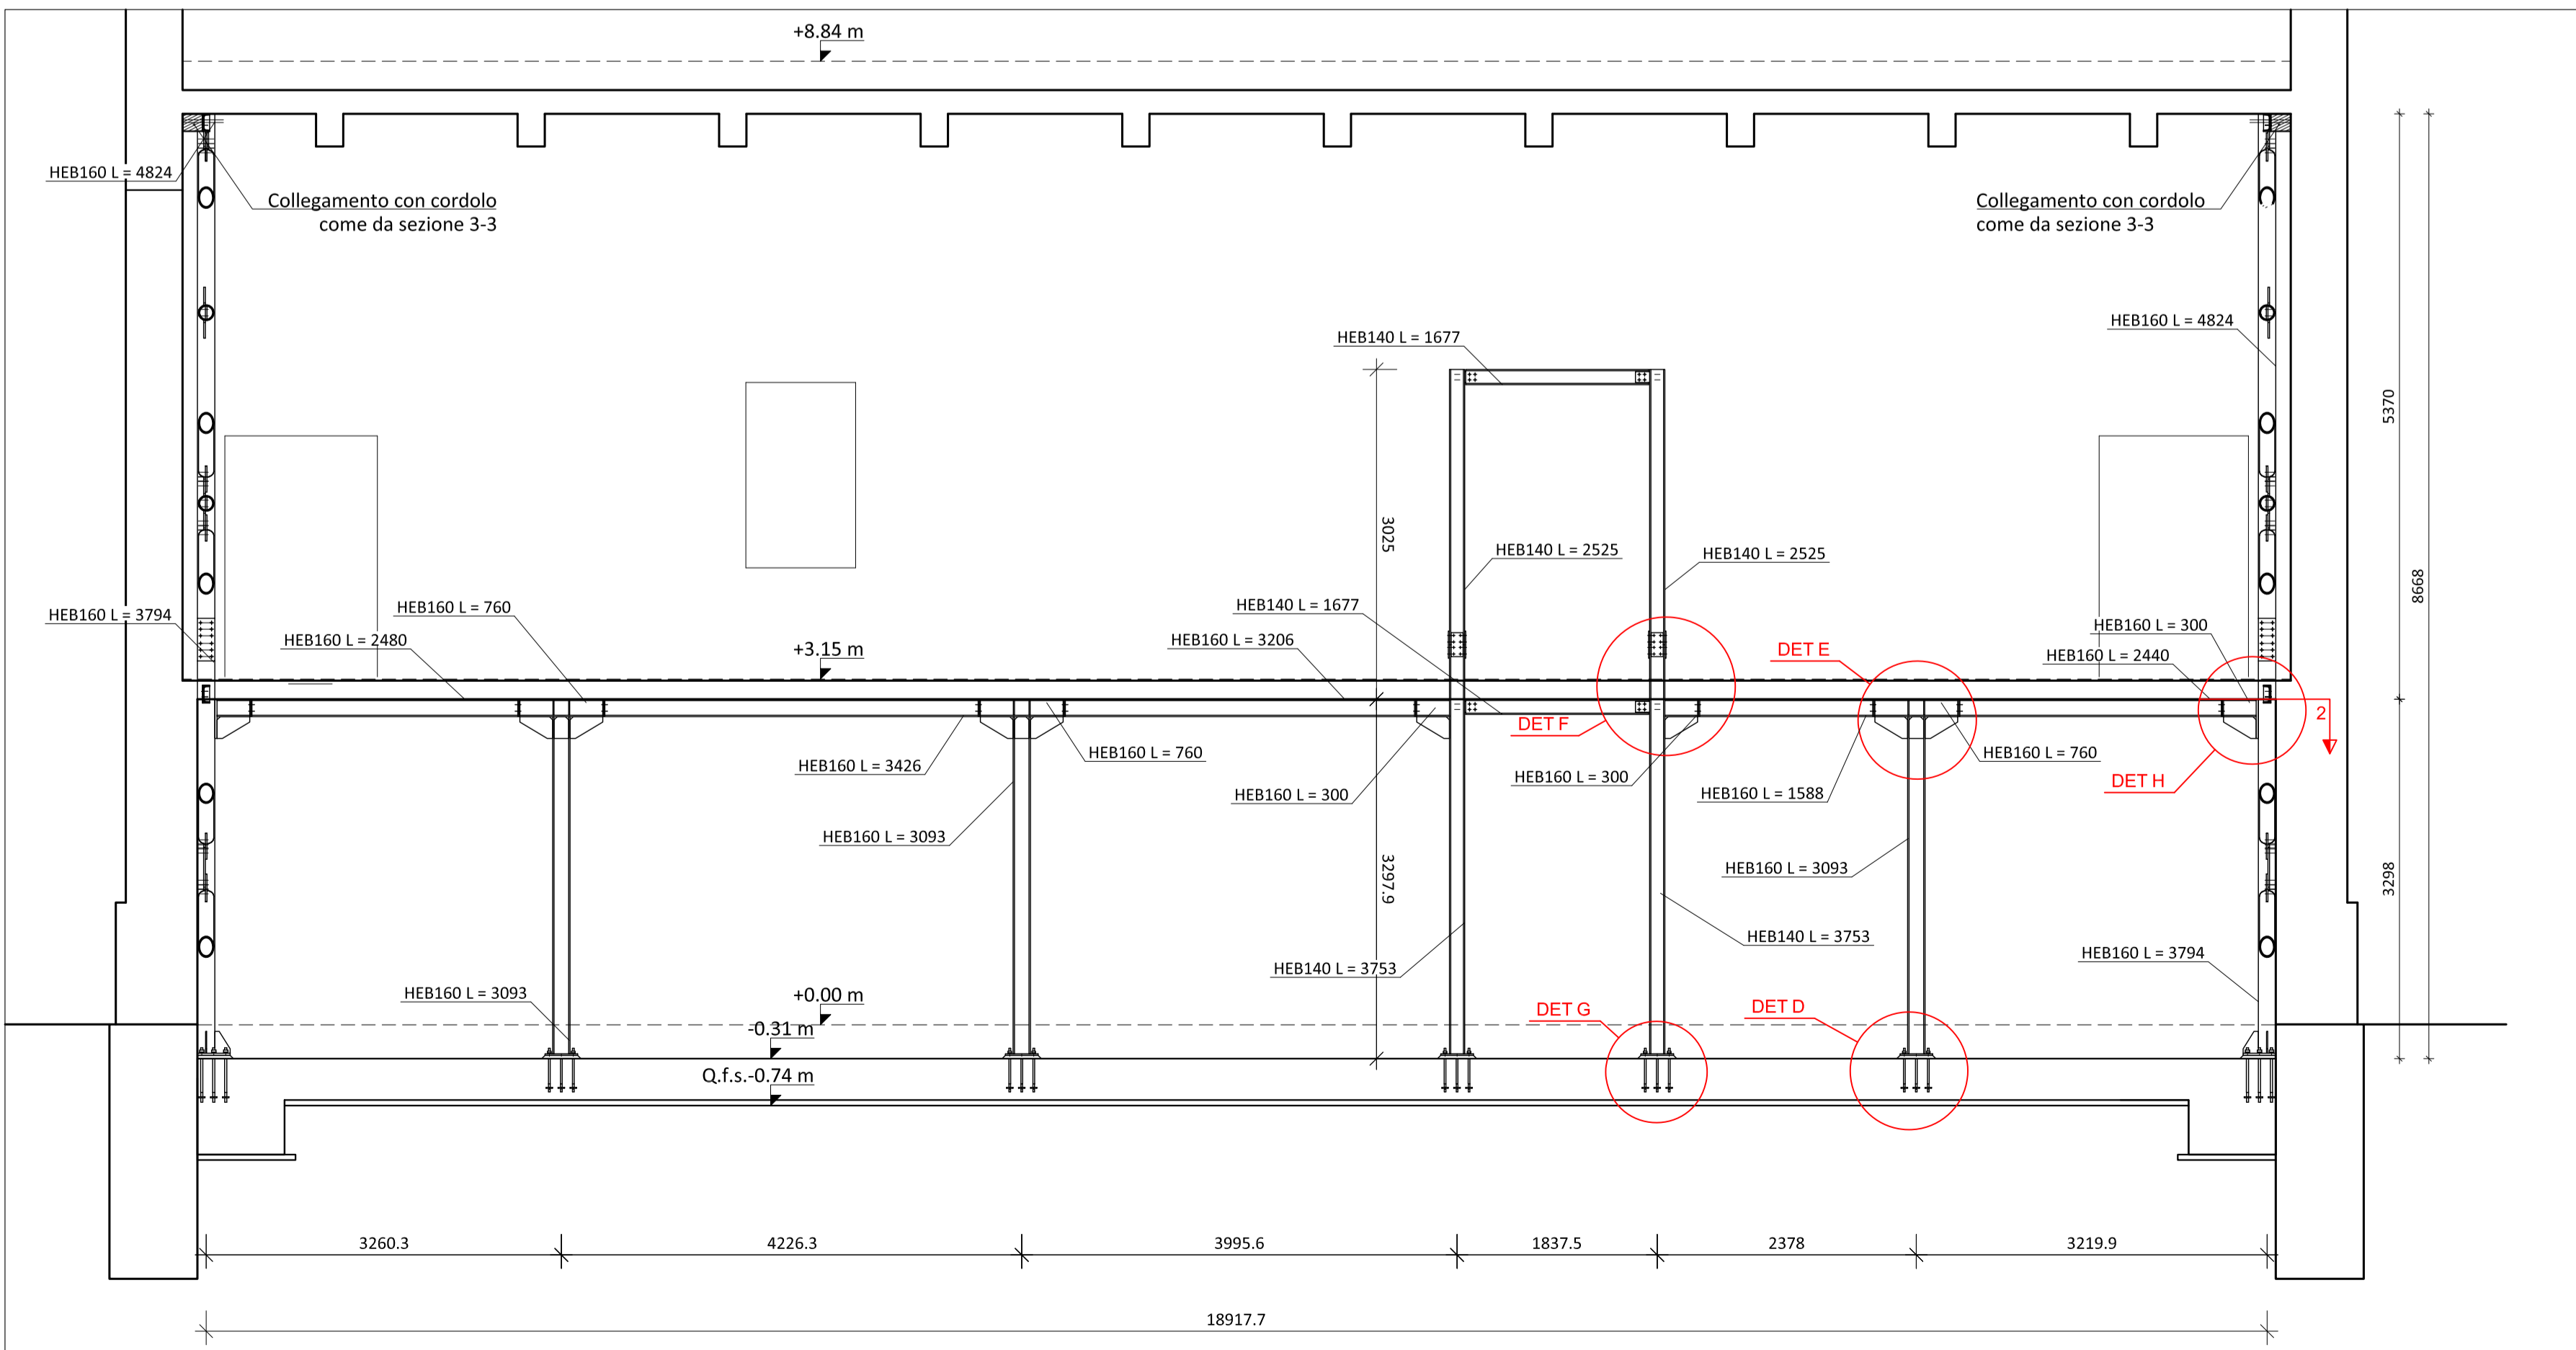 +8.84 m
HEB160 L = 4824
Collegamento con cordolo
come da sezione 3-3
Collegamento con cordolo
come da sezione 3-3
HEB160 L = 4824
HEB140 L = 1677
5370
8668
3025
HEB140 L = 2525
HEB140 L = 2525
HEB160 L = 3794
HEB160 L = 760
HEB160 L = 2480
+3.15 m
HEB140 L = 1677
HEB160 L = 3206
DET E
HEB160 L = 300
HEB160 L = 2440
2
DET F
HEB160 L = 3426
HEB160 L = 760
HEB160 L = 300
HEB160 L = 300
HEB160 L = 1588
HEB160 L = 760
DET H
HEB160 L = 3093
3297.9
HEB160 L = 3093
3298
HEB140 L = 3753
HEB140 L = 3753
HEB160 L = 3794
HEB160 L = 3093
+0.00 m
DET G
DET D
-0.31 m
Q.f.s.-0.74 m
3260.3
4226.3
3995.6
1837.5
2378
3219.9
18917.7